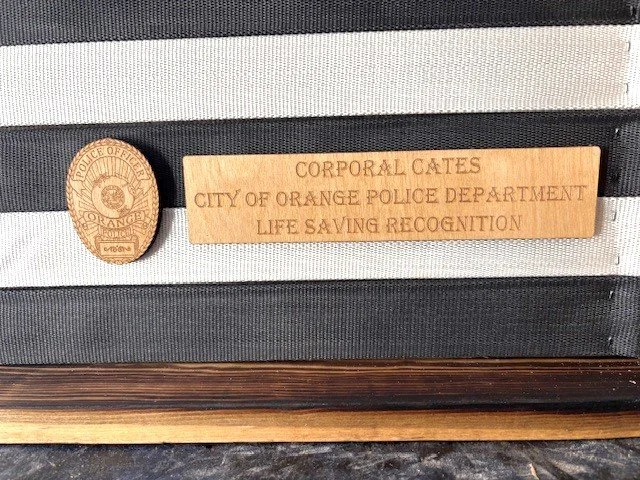 POLICE OFFICER
ORANGE
CORPORAL CATES
CITY OF ORANGE POLICE DEPARTMENT
LIFE SAVING RECOGNITION